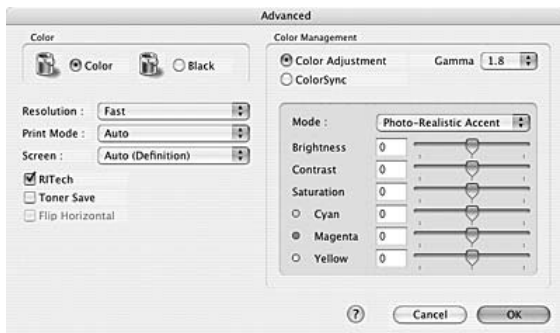 Advanced
Color
Color Black
Resolution : Fast
Print Mode : Auto
Screen : Auto (Definition)
RITech
Toner Save
Flip Horizontal
Color Management
Color Adjustment Gamma 1.8
ColorSync
Mode : Photo-Realistic Accent
Brightness 0
Contrast 0
Saturation 0
Cyan 0
Magenta 0
Yellow 0
? Cancel OK